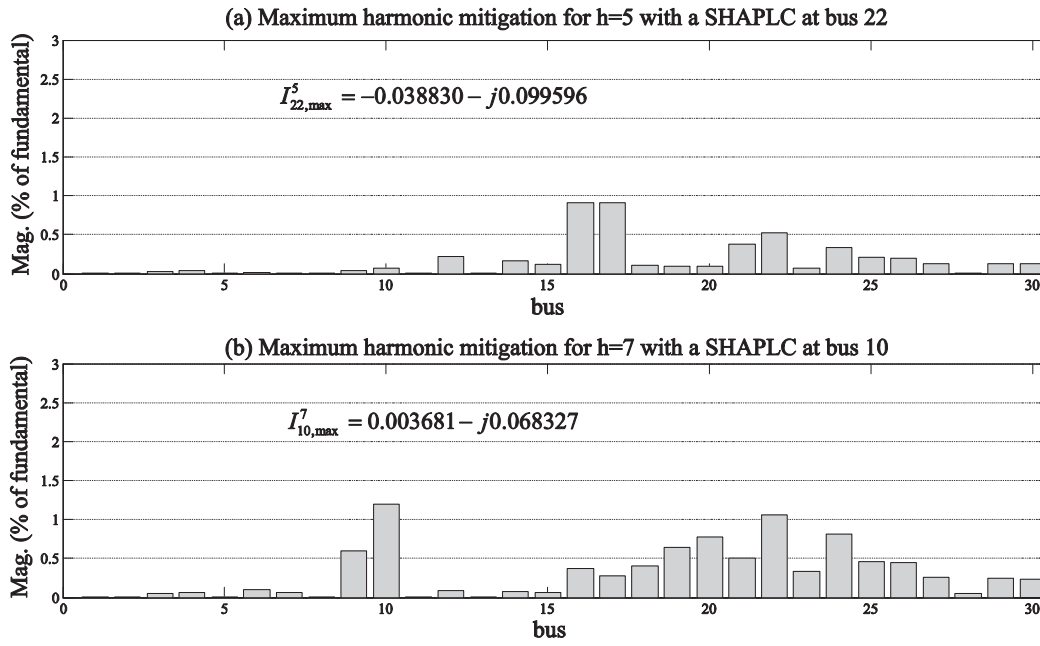 (a) Maximum harmonic mitigation for h=5 with a SHAPLC at bus 22
3
2.5
2
1.5
1
0.5
0
Mag. (% of fundamental)
I⁵₂₂,max = −0.038830 − j0.099596
0 5 10 15 20 25 30
bus
(b) Maximum harmonic mitigation for h=7 with a SHAPLC at bus 10
3
2.5
2
1.5
1
0.5
0
Mag. (% of fundamental)
I⁷₁₀,max = 0.003681 − j0.068327
0 5 10 15 20 25 30
bus